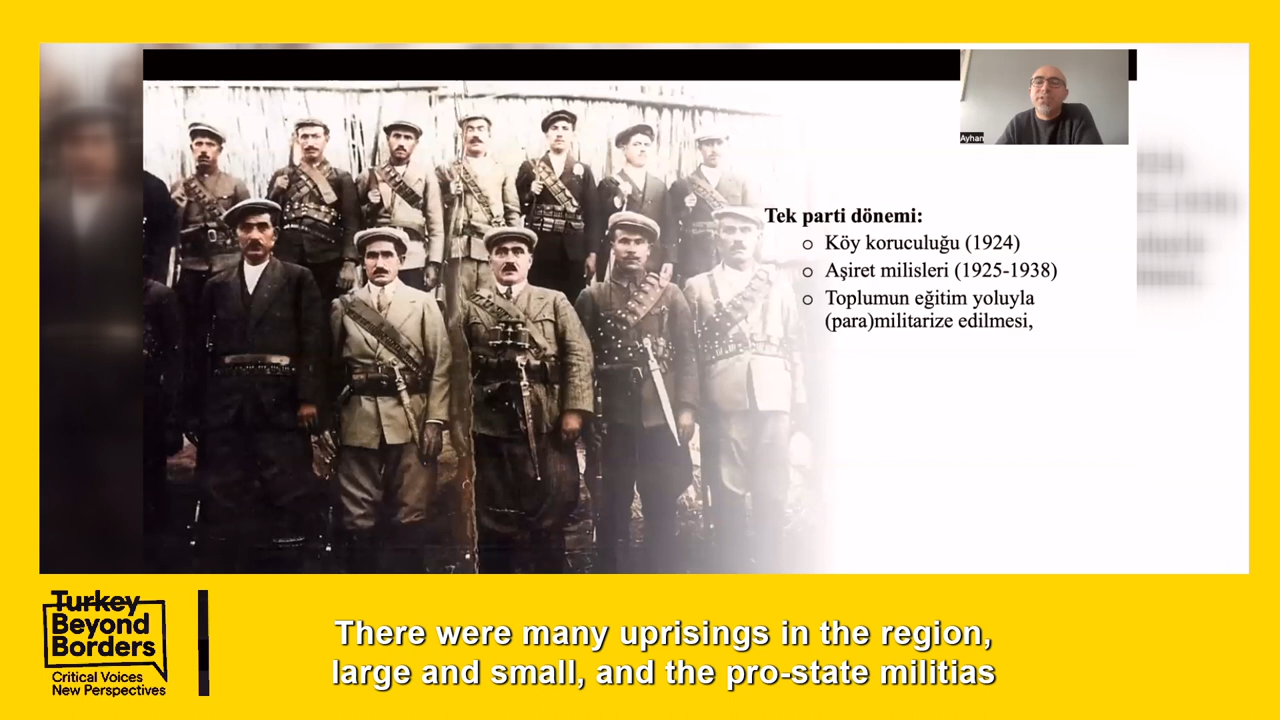 Ayhan
Tek parti dönemi:
Köy koruculuğu (1924)
Aşiret milisleri (1925-1938)
Toplumun eğitim yoluyla
(para)militarize edilmesi,
Turkey
Beyond
Borders
Critical Voices
New Perspectives
There were many uprisings in the region,
large and small, and the pro-state militias